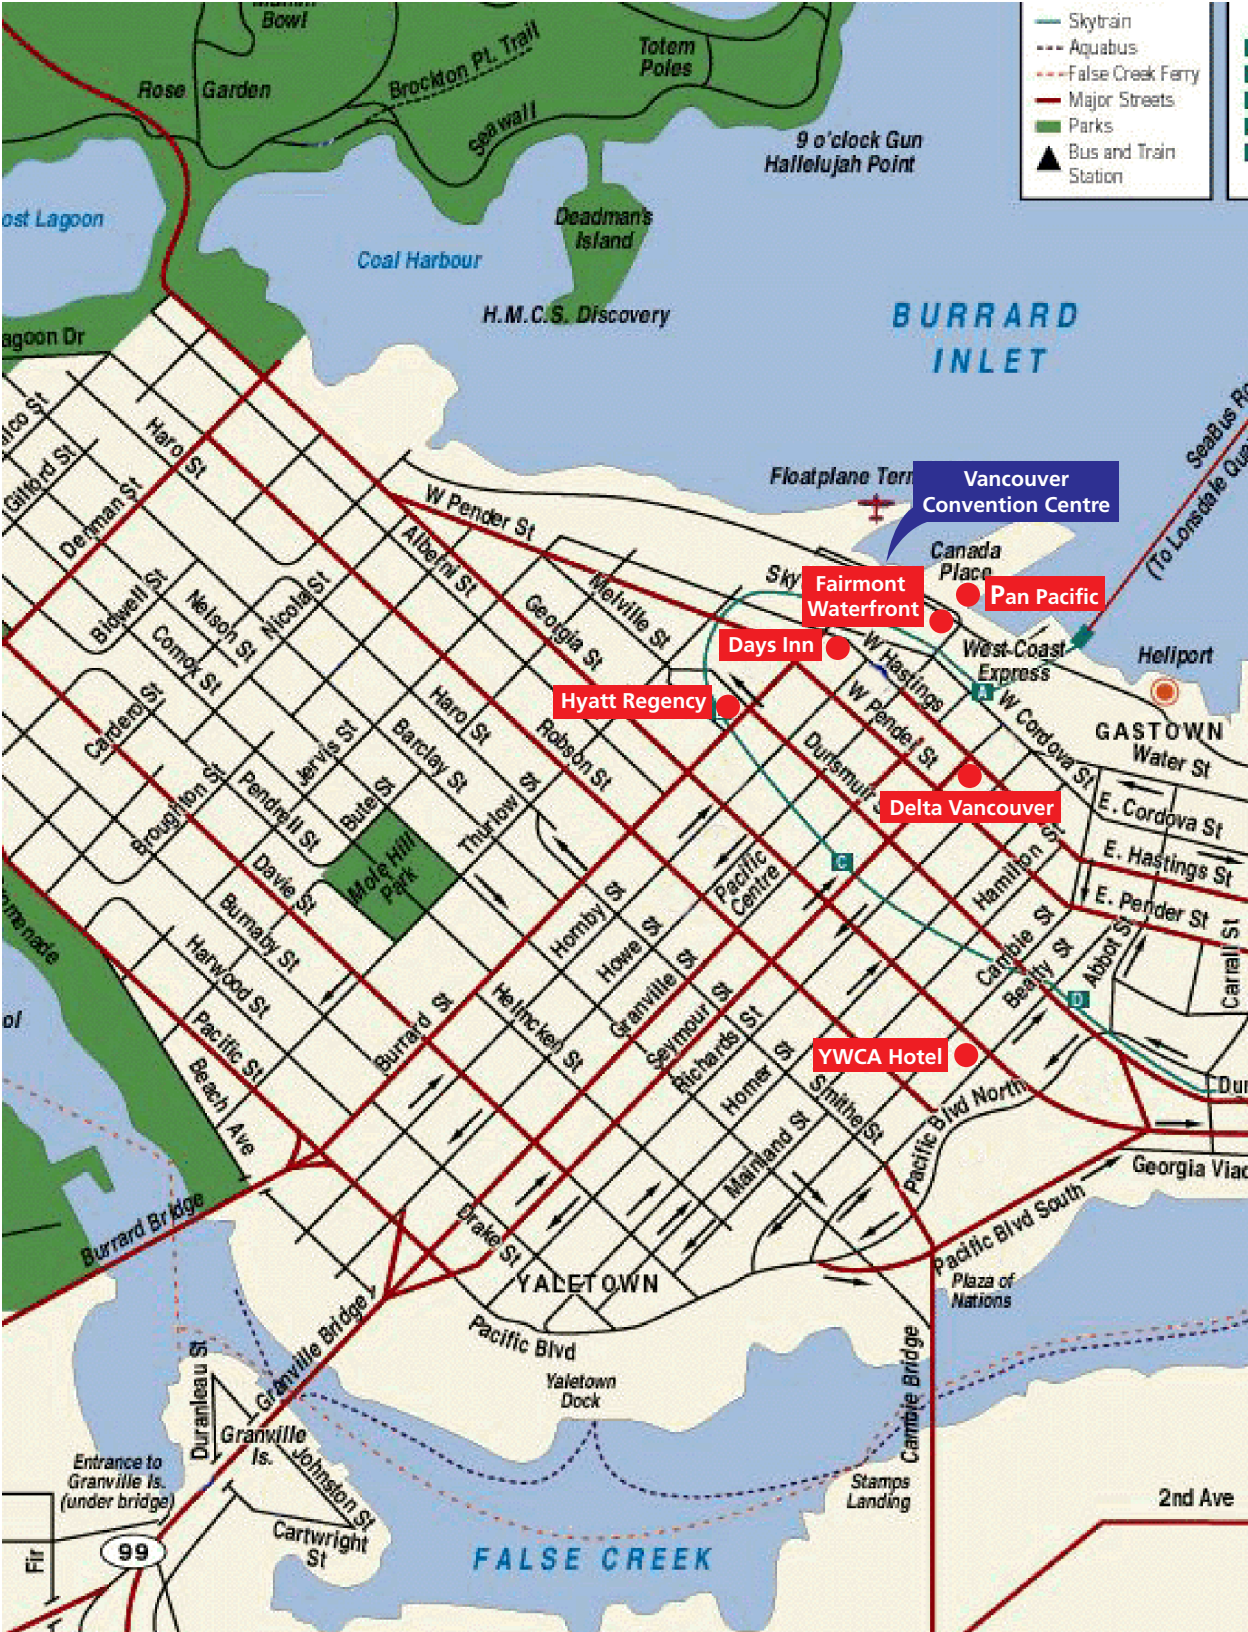 Bowl
Rose Garden
Brockton Pt. Trail
Totem
Poles
Seawall
Skytrain
Aquabus
False Creek Ferry
Major Streets
Parks
Bus and Train
Station
9 o'clock Gun
Hallelujah Point
ost Lagoon
Coal Harbour
Deadman's
Island
H.M.C.S. Discovery
BURRARD
INLET
agoon Dr
Gilford St
Haro St
Denman St
W Pender St
Alberni St
Floatplane Term
Vancouver
Convention Centre
Canada
Place
SeaBus Ro
(To Lonsdale Qua
Sky
Fairmont
Waterfront
Pan Pacific
Days Inn
Hyatt Regency
West Coast
Express
Heliport
A
GASTOWN
Water St
Bidwell St
Nelson St
Comox St
Nicola St
Georgia St
Melville St
W Hastings
W Pender St
W Cordova St
Cardero St
Jervis St
Haro St
Barclay St
Robson St
Dunsmuir
Delta Vancouver
E. Cordova St
E. Hastings St
E. Pender St
Broughton St
Pendrell St
Bute St
Thurlow St
Mole Hill
Park
Pacific
Centre
C
Hamilton
Cambie St
Beatty St
Abbot St
Carrall St
D
Davie St
Burnaby St
Harwood St
Pacific St
Beach Ave
Burrard St
Helmcken St
Hornby St
Howe St
Granville St
Seymour St
Richards St
Homer St
Mainland St
Smithe St
YWCA Hotel
Pacific Blvd North
Dun
Georgia Viad
Pacific Blvd South
Plaza of
Nations
omenade
ol
Burrard Bridge
Drake St
YALETOWN
Pacific Blvd
Yaletown
Dock
Granville Bridge
Duranleau St
Granville
Is.
Johnston St
Cartwright
St
Entrance to
Granville Is.
(under bridge)
99
Fir
FALSE CREEK
Cambie Bridge
Stamps
Landing
2nd Ave